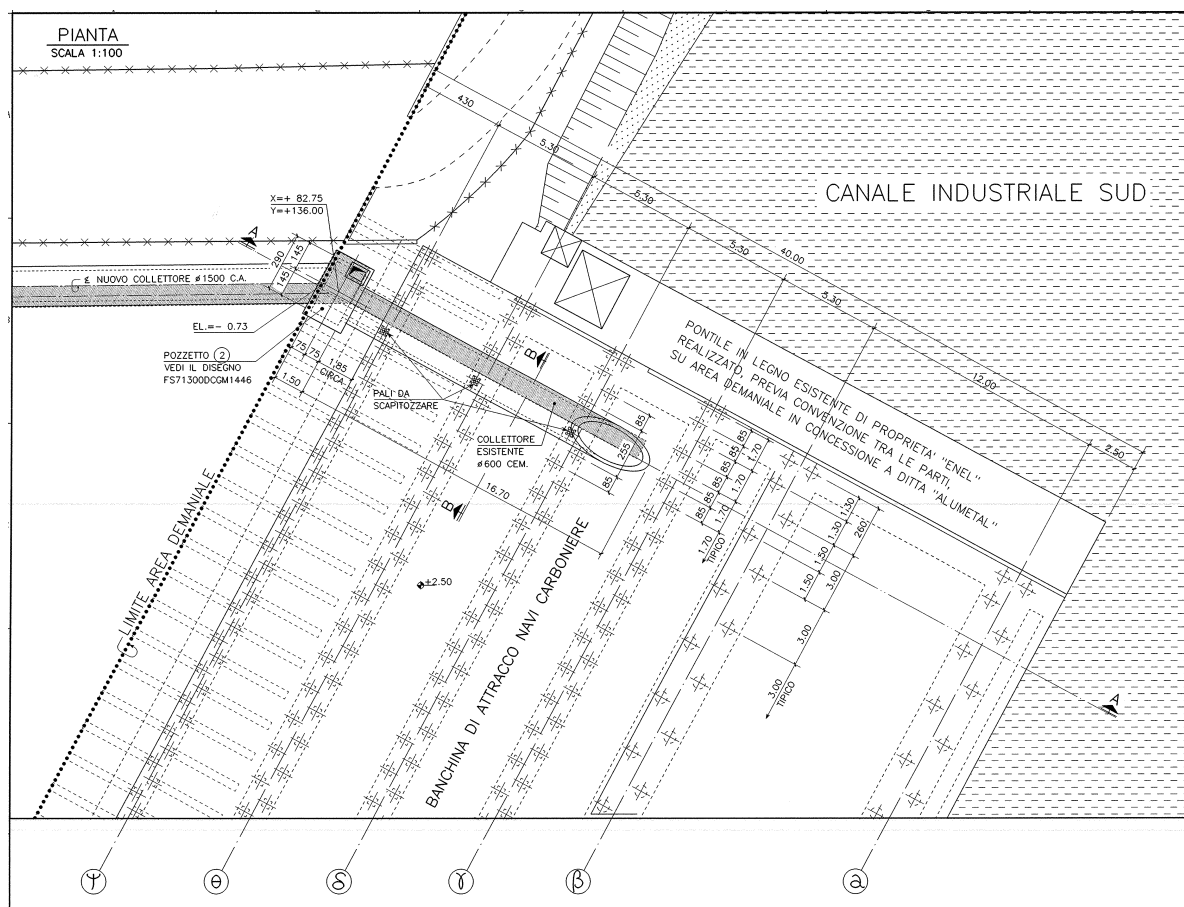 PIANTA
SCALA 1:100
CANALE INDUSTRIALE SUD
430
5.30
5.30
5.30
5.30
40.00
12.00
2.50
X=+ 82.75
Y=+136.00
A
290
145
145
NUOVO COLLETTORE ø1500 C.A.
EL.=- 0.73
POZZETTO 2
VEDI IL DISEGNO
FS71300DCGM1446
75
75
1.85
CIRCA
1.50
PALI DA
SCAPITOZZARE
B
COLLETTORE
ESISTENTE
ø600 CEM.
85
255
85
16.70
B
PONTILE IN LEGNO ESISTENTE DI PROPRIETA' "ENEL"
REALIZZATO, PREVIA CONVENZIONE TRA LE PARTI,
SU AREA DEMANIALE IN CONCESSIONE A DITTA "ALUMETAL"
85
85
85
85
85
85
1.70
1.70
1.70
1.70
TIPICO
1.30
1.30
260
1.50
1.50
3.00
3.00
3.00
TIPICO
A
±2.50
LIMITE AREA DEMANIALE
BANCHINA DI ATTRACCO NAVI CARBONIERE
θ
δ
γ
β